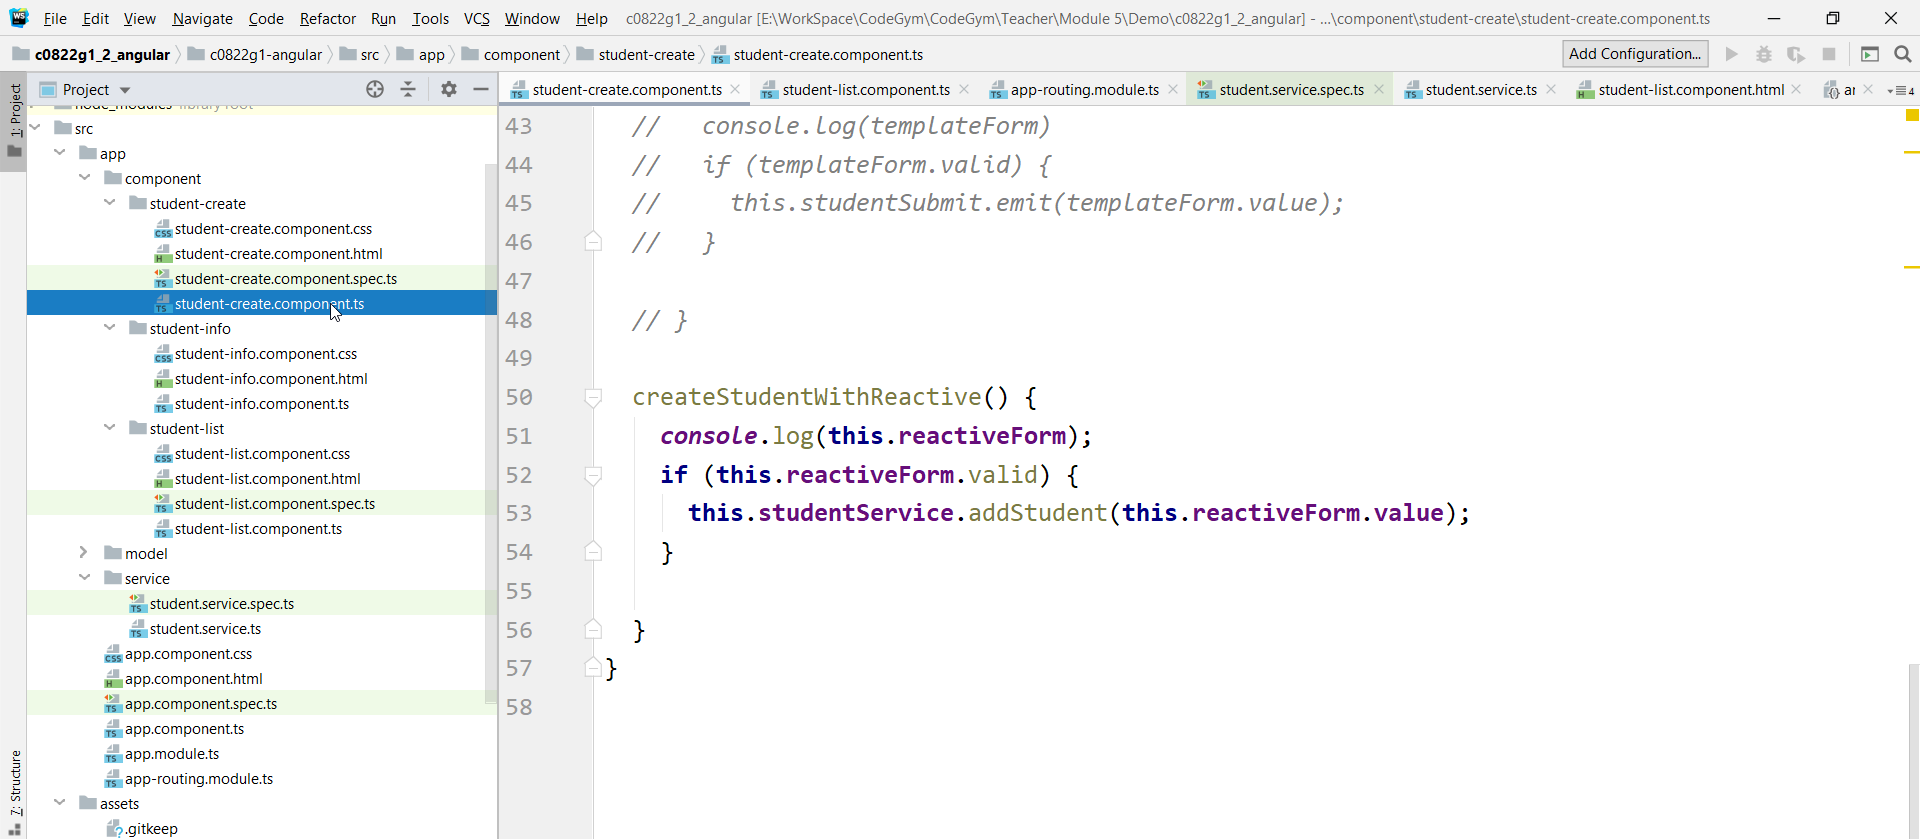 WS File Edit View Navigate Code Refactor Run Tools VCS Window Help c0822g1_2_angular [E:\WorkSpace\CodeGym\CodeGym\Teacher\Module 5\Demo\c0822g1_2_angular] - ...\component\student-create\student-create.component.ts
c0822g1_2_angular c0822g1-angular src app component student-create student-create.component.ts Add Configuration...
Project
student-create.component.ts student-list.component.ts app-routing.module.ts student.service.spec.ts student.service.ts student-list.component.html ar 4
1: Project
7: Structure
node_modules library root
src
app
component
student-create
student-create.component.css
student-create.component.html
student-create.component.spec.ts
student-create.component.ts
student-info
student-info.component.css
student-info.component.html
student-info.component.ts
student-list
student-list.component.css
student-list.component.html
student-list.component.spec.ts
student-list.component.ts
model
service
student.service.spec.ts
student.service.ts
app.component.css
app.component.html
app.component.spec.ts
app.component.ts
app.module.ts
app-routing.module.ts
assets
.gitkeep
43 // console.log(templateForm)
44 // if (templateForm.valid) {
45 // this.studentSubmit.emit(templateForm.value);
46 // }
47
48 // }
49
50 createStudentWithReactive() {
51 console.log(this.reactiveForm);
52 if (this.reactiveForm.valid) {
53 this.studentService.addStudent(this.reactiveForm.value);
54 }
55
56 }
57 }
58